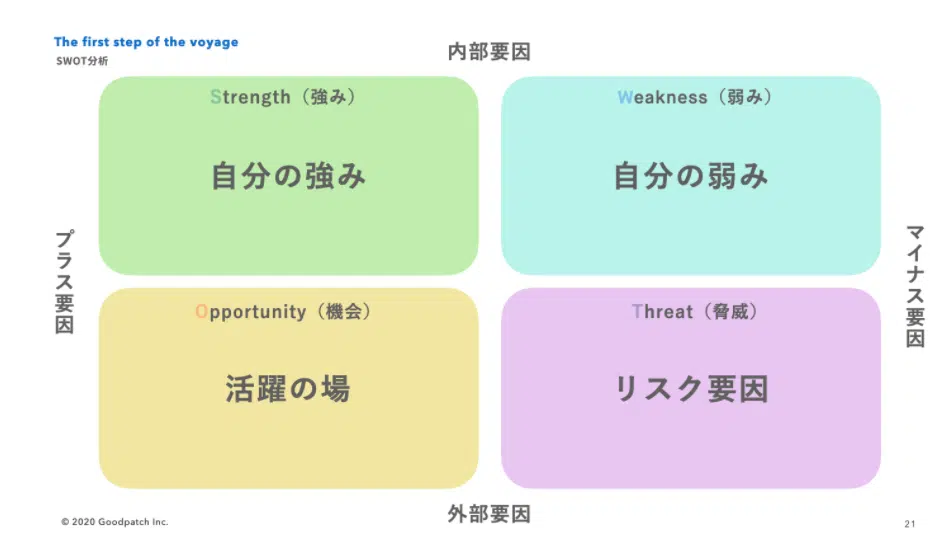 The first step of the voyage
SWOT分析
内部要因
Strength（強み）
自分の強み
Weakness（弱み）
自分の弱み
プラス要因
マイナス要因
Opportunity（機会）
活躍の場
Threat（脅威）
リスク要因
外部要因
© 2020 Goodpatch Inc.
21